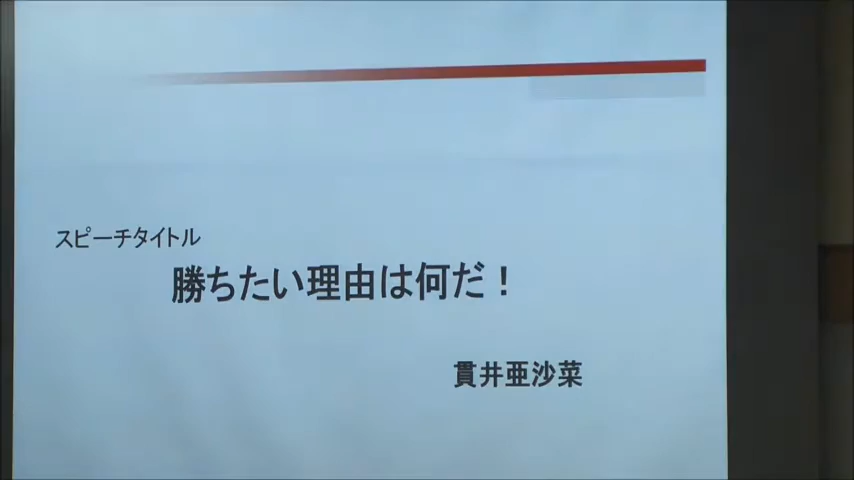 スピーチタイトル
勝ちたい理由は何だ！
貫井亜沙菜